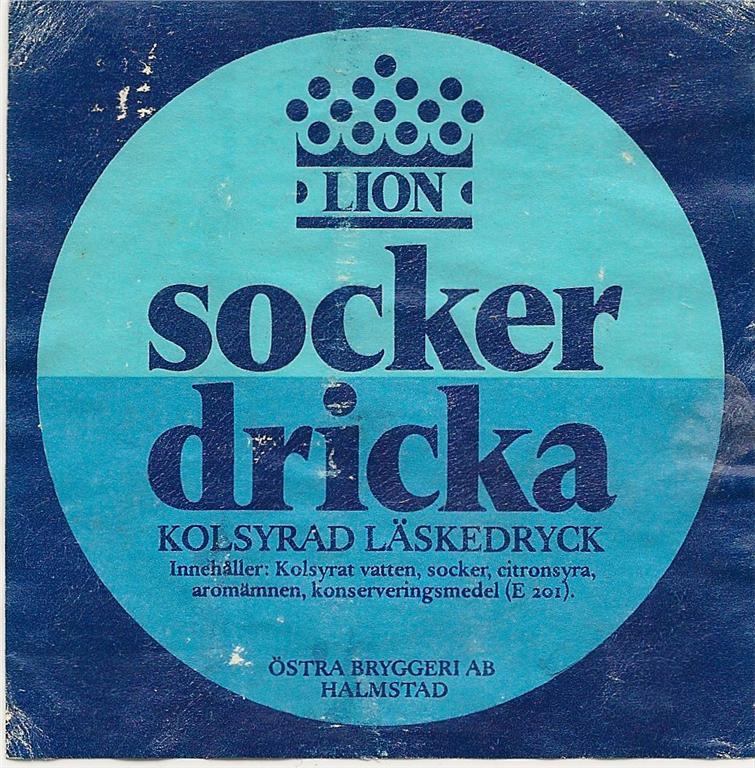 LION
socker
dricka
KOLSYRAD LÄSKEDRYCK
Innehåller: Kolsyrat vatten, socker, citronsyra,
aromämnen, konserveringsmedel (E 201).
ÖSTRA BRYGGERI AB
HALMSTAD